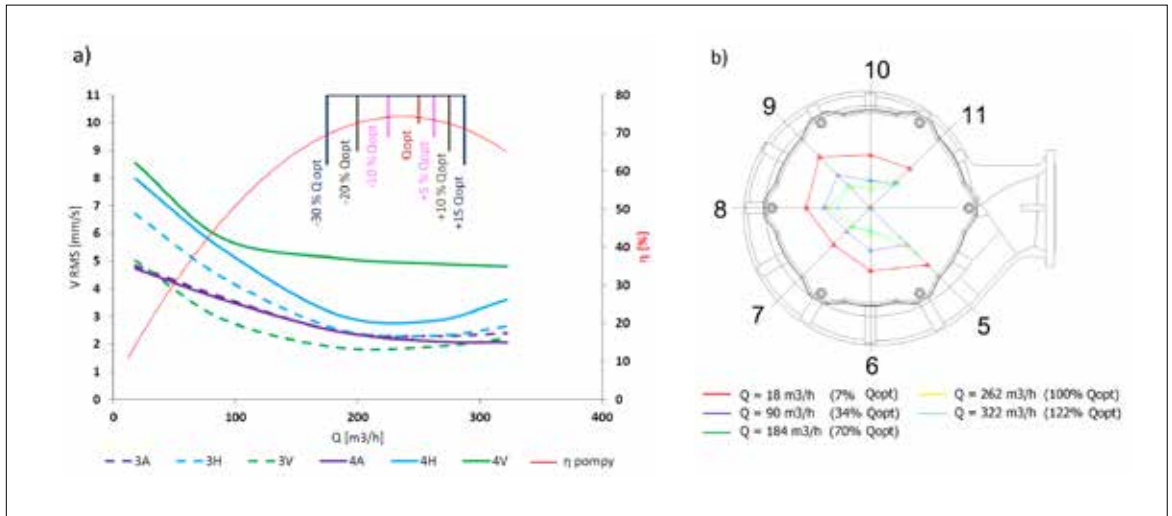 a)
11
10
9
8
7
6
5
4
3
2
1
0
V RMS [mm/s]
0
100
200
300
400
Q [m3/h]
80
70
60
50
40
30
20
10
0
η [%]
-30 % Q opt
-20 % Qopt
-10 % Qopt
Qopt
+5 % Qopt
+10 % Qopt
+15 Qopt
3A
3H
3V
4A
4H
4V
η pompy
b)
10
9
11
8
7
5
6
Q = 18 m3/h (7% Qopt)
Q = 90 m3/h (34% Qopt)
Q = 184 m3/h (70% Qopt)
Q = 262 m3/h (100% Qopt)
Q = 322 m3/h (122% Qopt)